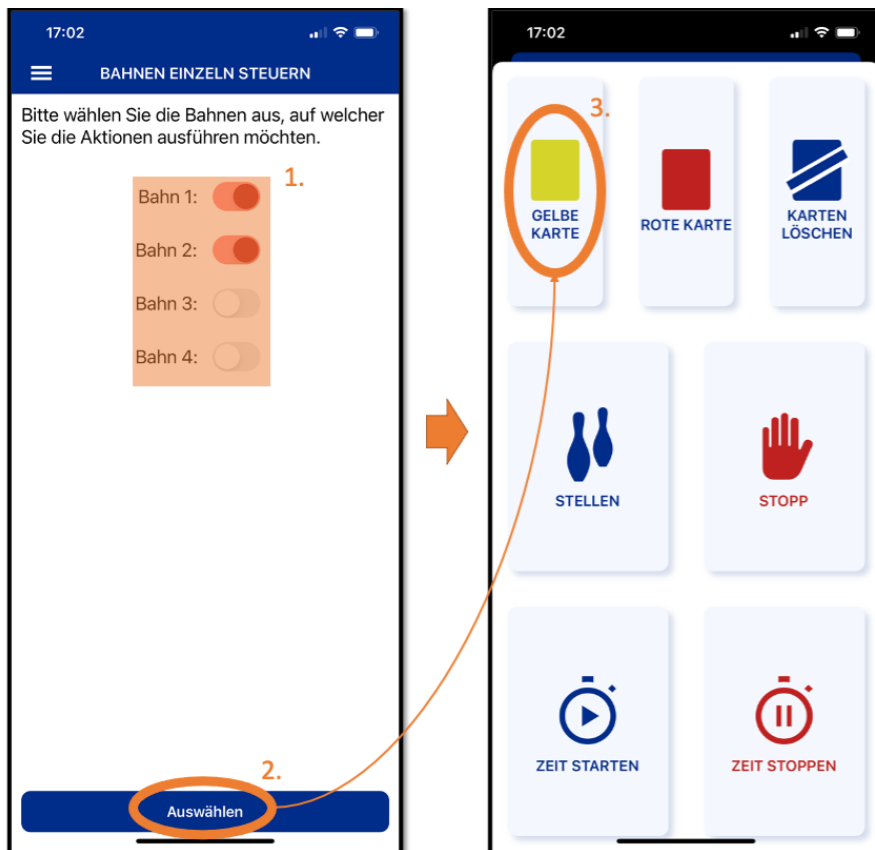 17:02
BAHNEN EINZELN STEUERN
Bitte wählen Sie die Bahnen aus, auf welcher
Sie die Aktionen ausführen möchten.
1.
Bahn 1:
Bahn 2:
Bahn 3:
Bahn 4:
2.
Auswählen
17:02
3.
GELBE
KARTE
ROTE KARTE
KARTEN
LÖSCHEN
STELLEN
STOPP
ZEIT STARTEN
ZEIT STOPPEN